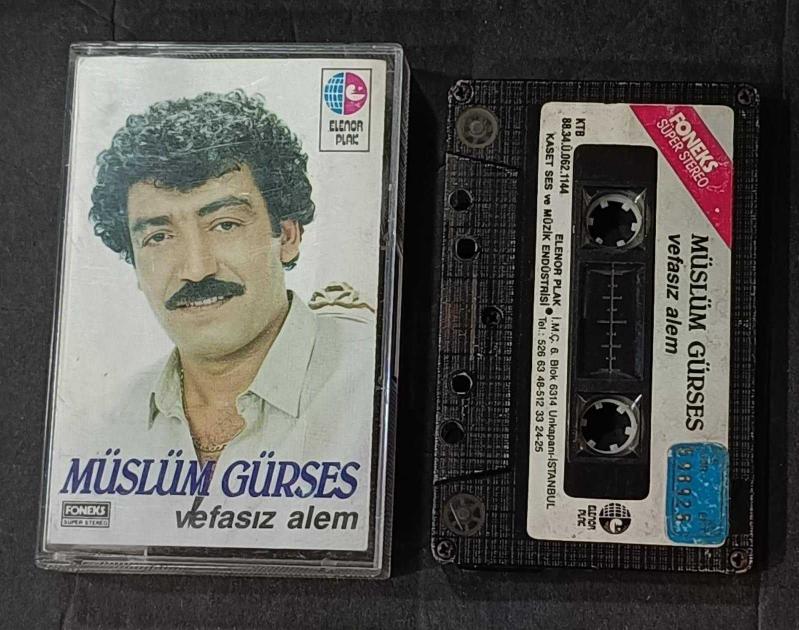 ELENOR
PLAK
MÜSLÜM GÜRSES
vefasız alem
FONEKS
SUPER STEREO
FONEKS
SUPER STEREO
MÜSLÜM GÜRSES
vefasız alem
KTB
88.34.Ü.062.1144
KASET SES ve MÜZİK ENDÜSTRİSİ ● Tel.: 526 63 48-512 33 24-25
ELENOR PLAK İ.M.Ç. 6. Blok 6314 Unkapanı-İSTANBUL
ELENOR
PLAK